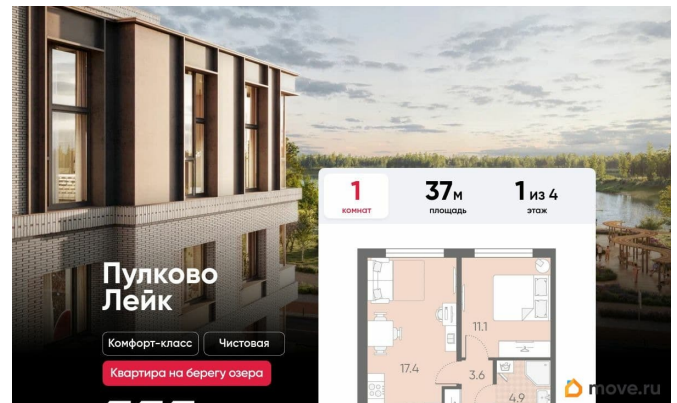 1
комнат
37м
площадь
1 из 4
этаж
Пулково
Лейк
Комфорт-класс
Чистовая
Квартира на берегу озера
11.1
17.4
3.6
4.9
move.ru